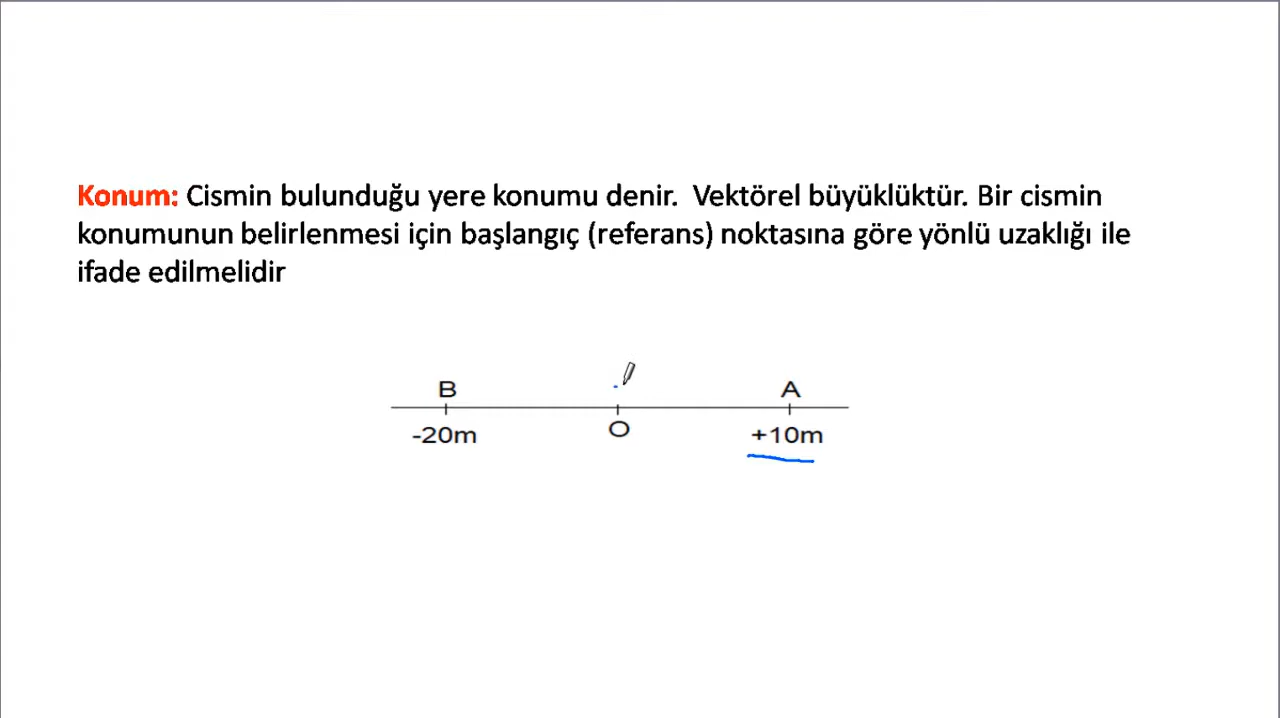 Konum: Cismin bulunduğu yere konumu denir. Vektörel büyüklüktür. Bir cismin
konumunun belirlenmesi için başlangıç (referans) noktasına göre yönlü uzaklığı ile
ifade edilmelidir
B A
-20m O +10m